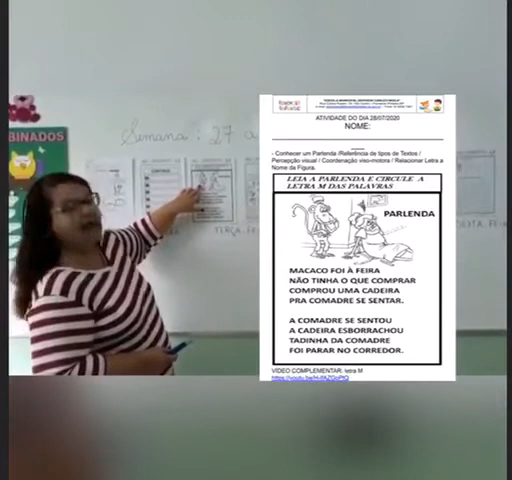 BINADOS
Semana : 27 a
ATIVIDADE DO DIA 28/07/2020
NOME:
- Conhecer um Parlenda /Referência de tipos de Textos /
Percepção visual / Coordenação viso-motora / Relacionar Letra a
Nome da Figura.
LEIA A PARLENDA E CIRCULE A
LETRA M DAS PALAVRAS
PARLENDA
MACACO FOI À FEIRA
NÃO TINHA O QUE COMPRAR
COMPROU UMA CADEIRA
PRA COMADRE SE SENTAR.
A COMADRE SE SENTOU
A CADEIRA ESBORRACHOU
TADINHA DA COMADRE
FOI PARAR NO CORREDOR.
VÍDEO COMPLEMENTAR: letra M